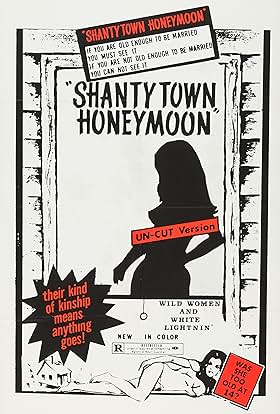 "SHANTY TOWN HONEYMOON"
IF YOU ARE OLD ENOUGH TO BE MARRIED
YOU MUST SEE IT
IF YOU ARE NOT OLD ENOUGH TO BE MARRIED
YOU CAN NOT SEE IT
"SHANTY TOWN
HONEYMOON"
UN-CUT Version
their kind
of kinship
means
anything
goes!
WILD WOMEN
AND
WHITE
LIGHTNIN'
NEW IN COLOR
R RESTRICTED
WAS
SHE
TOO
OLD AT
14?